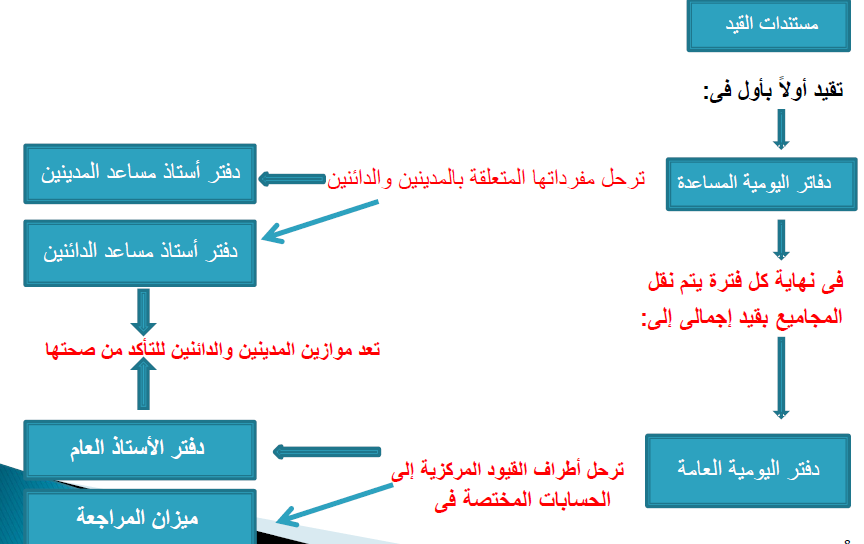 مستندات القيد
تقيد أولاً بأول فى:
دفاتر اليومية المساعدة
ترحل مفرداتها المتعلقة بالمدينين والدائنين
دفتر أستاذ مساعد المدينين
دفتر أستاذ مساعد الدائنين
فى نهاية كل فترة يتم نقل
المجاميع بقيد إجمالى إلى:
تعد موازين المدينين والدائنين للتأكد من صحتها
دفتر اليومية العامة
ترحل أطراف القيود المركزية إلى
الحسابات المختصة فى
دفتر الأستاذ العام
ميزان المراجعة